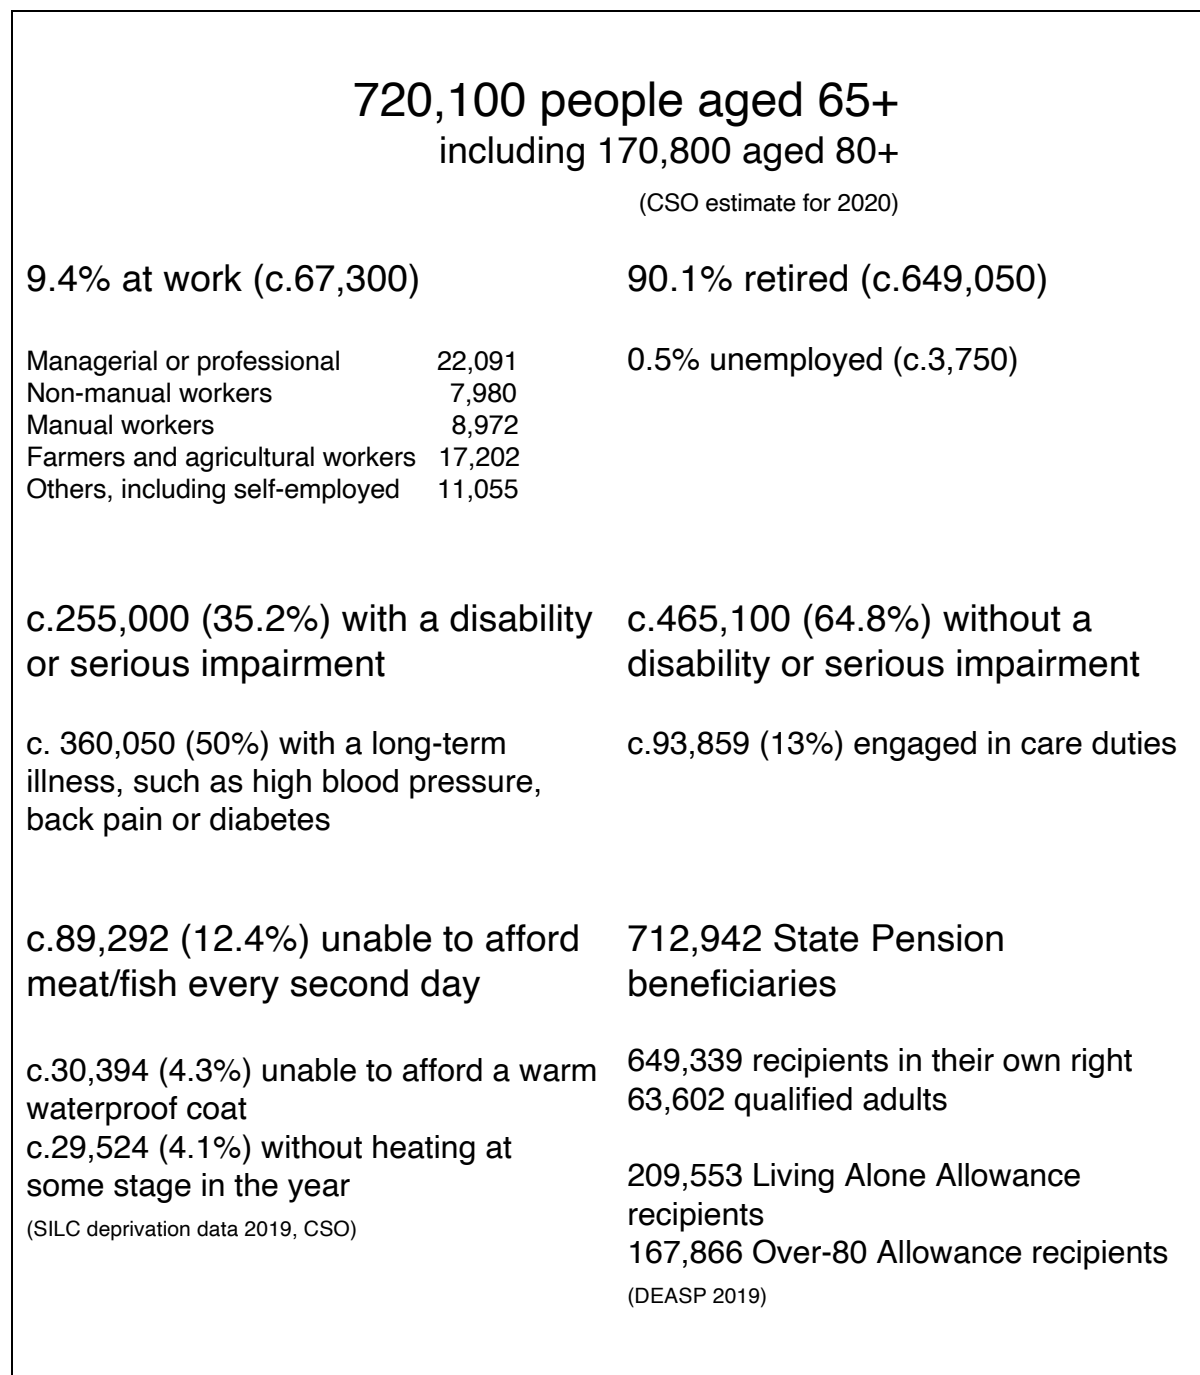 720,100 people aged 65+
including 170,800 aged 80+
(CSO estimate for 2020)
9.4% at work (c.67,300)
Managerial or professional 22,091
Non-manual workers 7,980
Manual workers 8,972
Farmers and agricultural workers 17,202
Others, including self-employed 11,055
90.1% retired (c.649,050)
0.5% unemployed (c.3,750)
c.255,000 (35.2%) with a disability
or serious impairment
c. 360,050 (50%) with a long-term
illness, such as high blood pressure,
back pain or diabetes
c.465,100 (64.8%) without a
disability or serious impairment
c.93,859 (13%) engaged in care duties
c.89,292 (12.4%) unable to afford
meat/fish every second day
c.30,394 (4.3%) unable to afford a warm
waterproof coat
c.29,524 (4.1%) without heating at
some stage in the year
(SILC deprivation data 2019, CSO)
712,942 State Pension
beneficiaries
649,339 recipients in their own right
63,602 qualified adults
209,553 Living Alone Allowance
recipients
167,866 Over-80 Allowance recipients
(DEASP 2019)